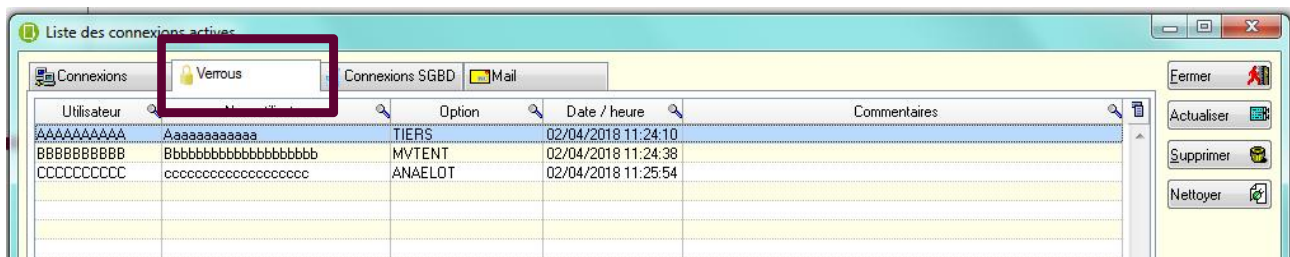 Liste des connexions actives
Connexions Verrous Connexions SGBD Mail
Fermer
Utilisateur Option Date / heure Commentaires
Actualiser
AAAAAAAAAA Aaaaaaaaaaaa TIERS 02/04/2018 11:24:10
BBBBBBBBBB Bbbbbbbbbbbbbbbbbbbb MVTENT 02/04/2018 11:24:38
Supprimer
CCCCCCCCCC ccccccccccccccccccc ANAELOT 02/04/2018 11:25:54
Nettoyer